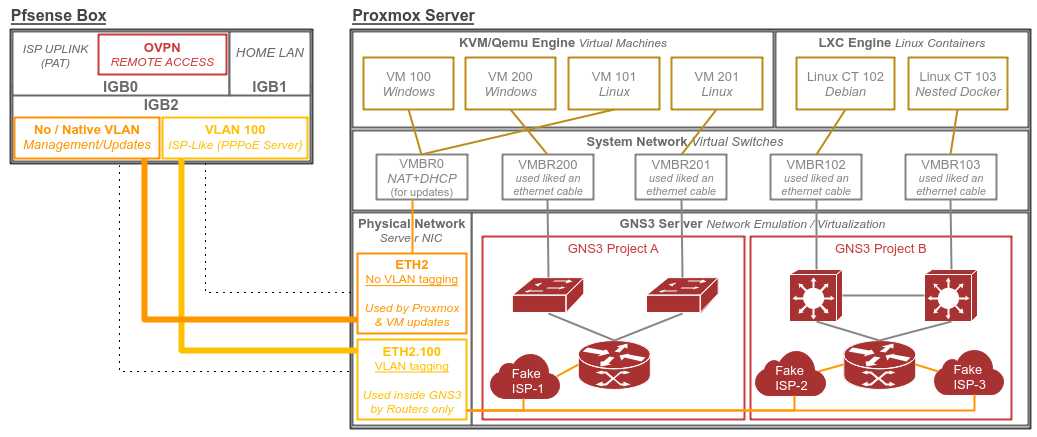 Pfsense Box
ISP UPLINK
(PAT)
OVPN
REMOTE ACCESS
HOME LAN
IGB0
IGB1
IGB2
No / Native VLAN
Management/Updates
VLAN 100
ISP-Like (PPPoE Server)
Proxmox Server
KVM/Qemu Engine Virtual Machines
VM 100
Windows
VM 200
Windows
VM 101
Linux
VM 201
Linux
LXC Engine Linux Containers
Linux CT 102
Debian
Linux CT 103
Nested Docker
System Network Virtual Switches
VMBR0
NAT+DHCP
(for updates)
VMBR200
used liked an
ethernet cable
VMBR201
used liked an
ethernet cable
VMBR102
used liked an
ethernet cable
VMBR103
used liked an
ethernet cable
Physical Network
Server NIC
ETH2
No VLAN tagging
Used by Proxmox
& VM updates
ETH2.100
VLAN tagging
Used inside GNS3
by Routers only
GNS3 Server Network Emulation / Virtualization
GNS3 Project A
Fake
ISP-1
GNS3 Project B
Fake
ISP-2
Fake
ISP-3